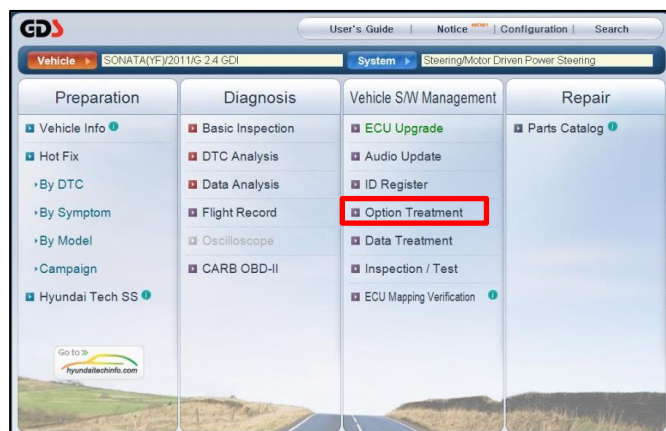 GDS
User's Guide | Notice NEW! | Configuration | Search
Vehicle SONATA(YF)/2011/G 2.4 GDI System Steering/Motor Driven Power Steering
Preparation
Vehicle Info
Hot Fix
By DTC
By Symptom
By Model
Campaign
Hyundai Tech SS
Go to
hyundaitechinfo.com
Diagnosis
Basic Inspection
DTC Analysis
Data Analysis
Flight Record
Oscilloscope
CARB OBD-II
Vehicle S/W Management
ECU Upgrade
Audio Update
ID Register
Option Treatment
Data Treatment
Inspection / Test
ECU Mapping Verification
Repair
Parts Catalog